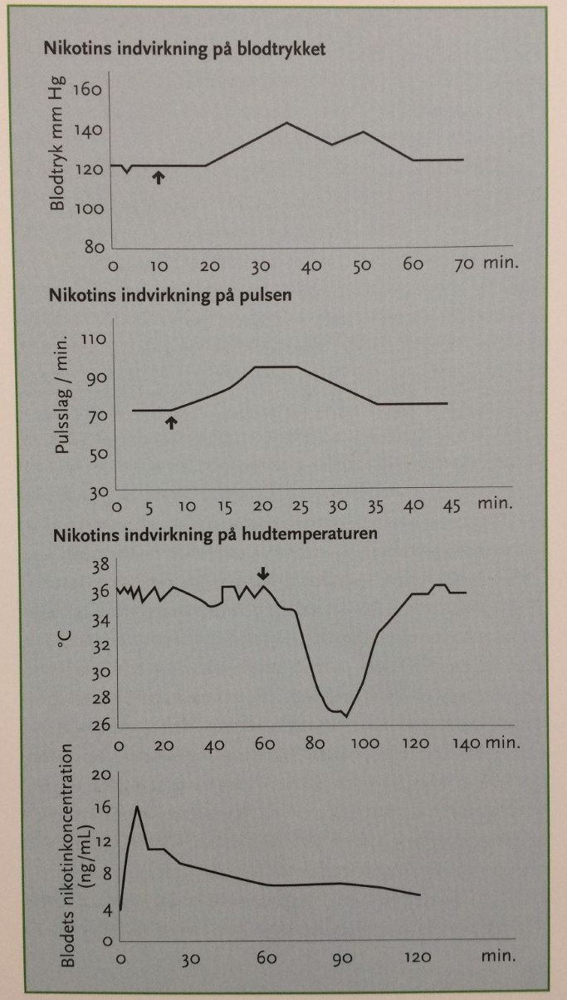 Nikotins indvirkning på blodtrykket
Blodtryk mm Hg
160
140
120
100
80
0 10 20 30 40 50 60 70 min.
Nikotins indvirkning på pulsen
Pulsslag / min.
110
90
70
50
30
0 5 10 15 20 25 30 35 40 45 min.
Nikotins indvirkning på hudtemperaturen
°C
38
36
34
32
30
28
26
0 20 40 60 80 100 120 140 min.
Blodets nikotinkoncentration
(ng/mL)
20
16
12
8
4
0
0 30 60 90 120 min.